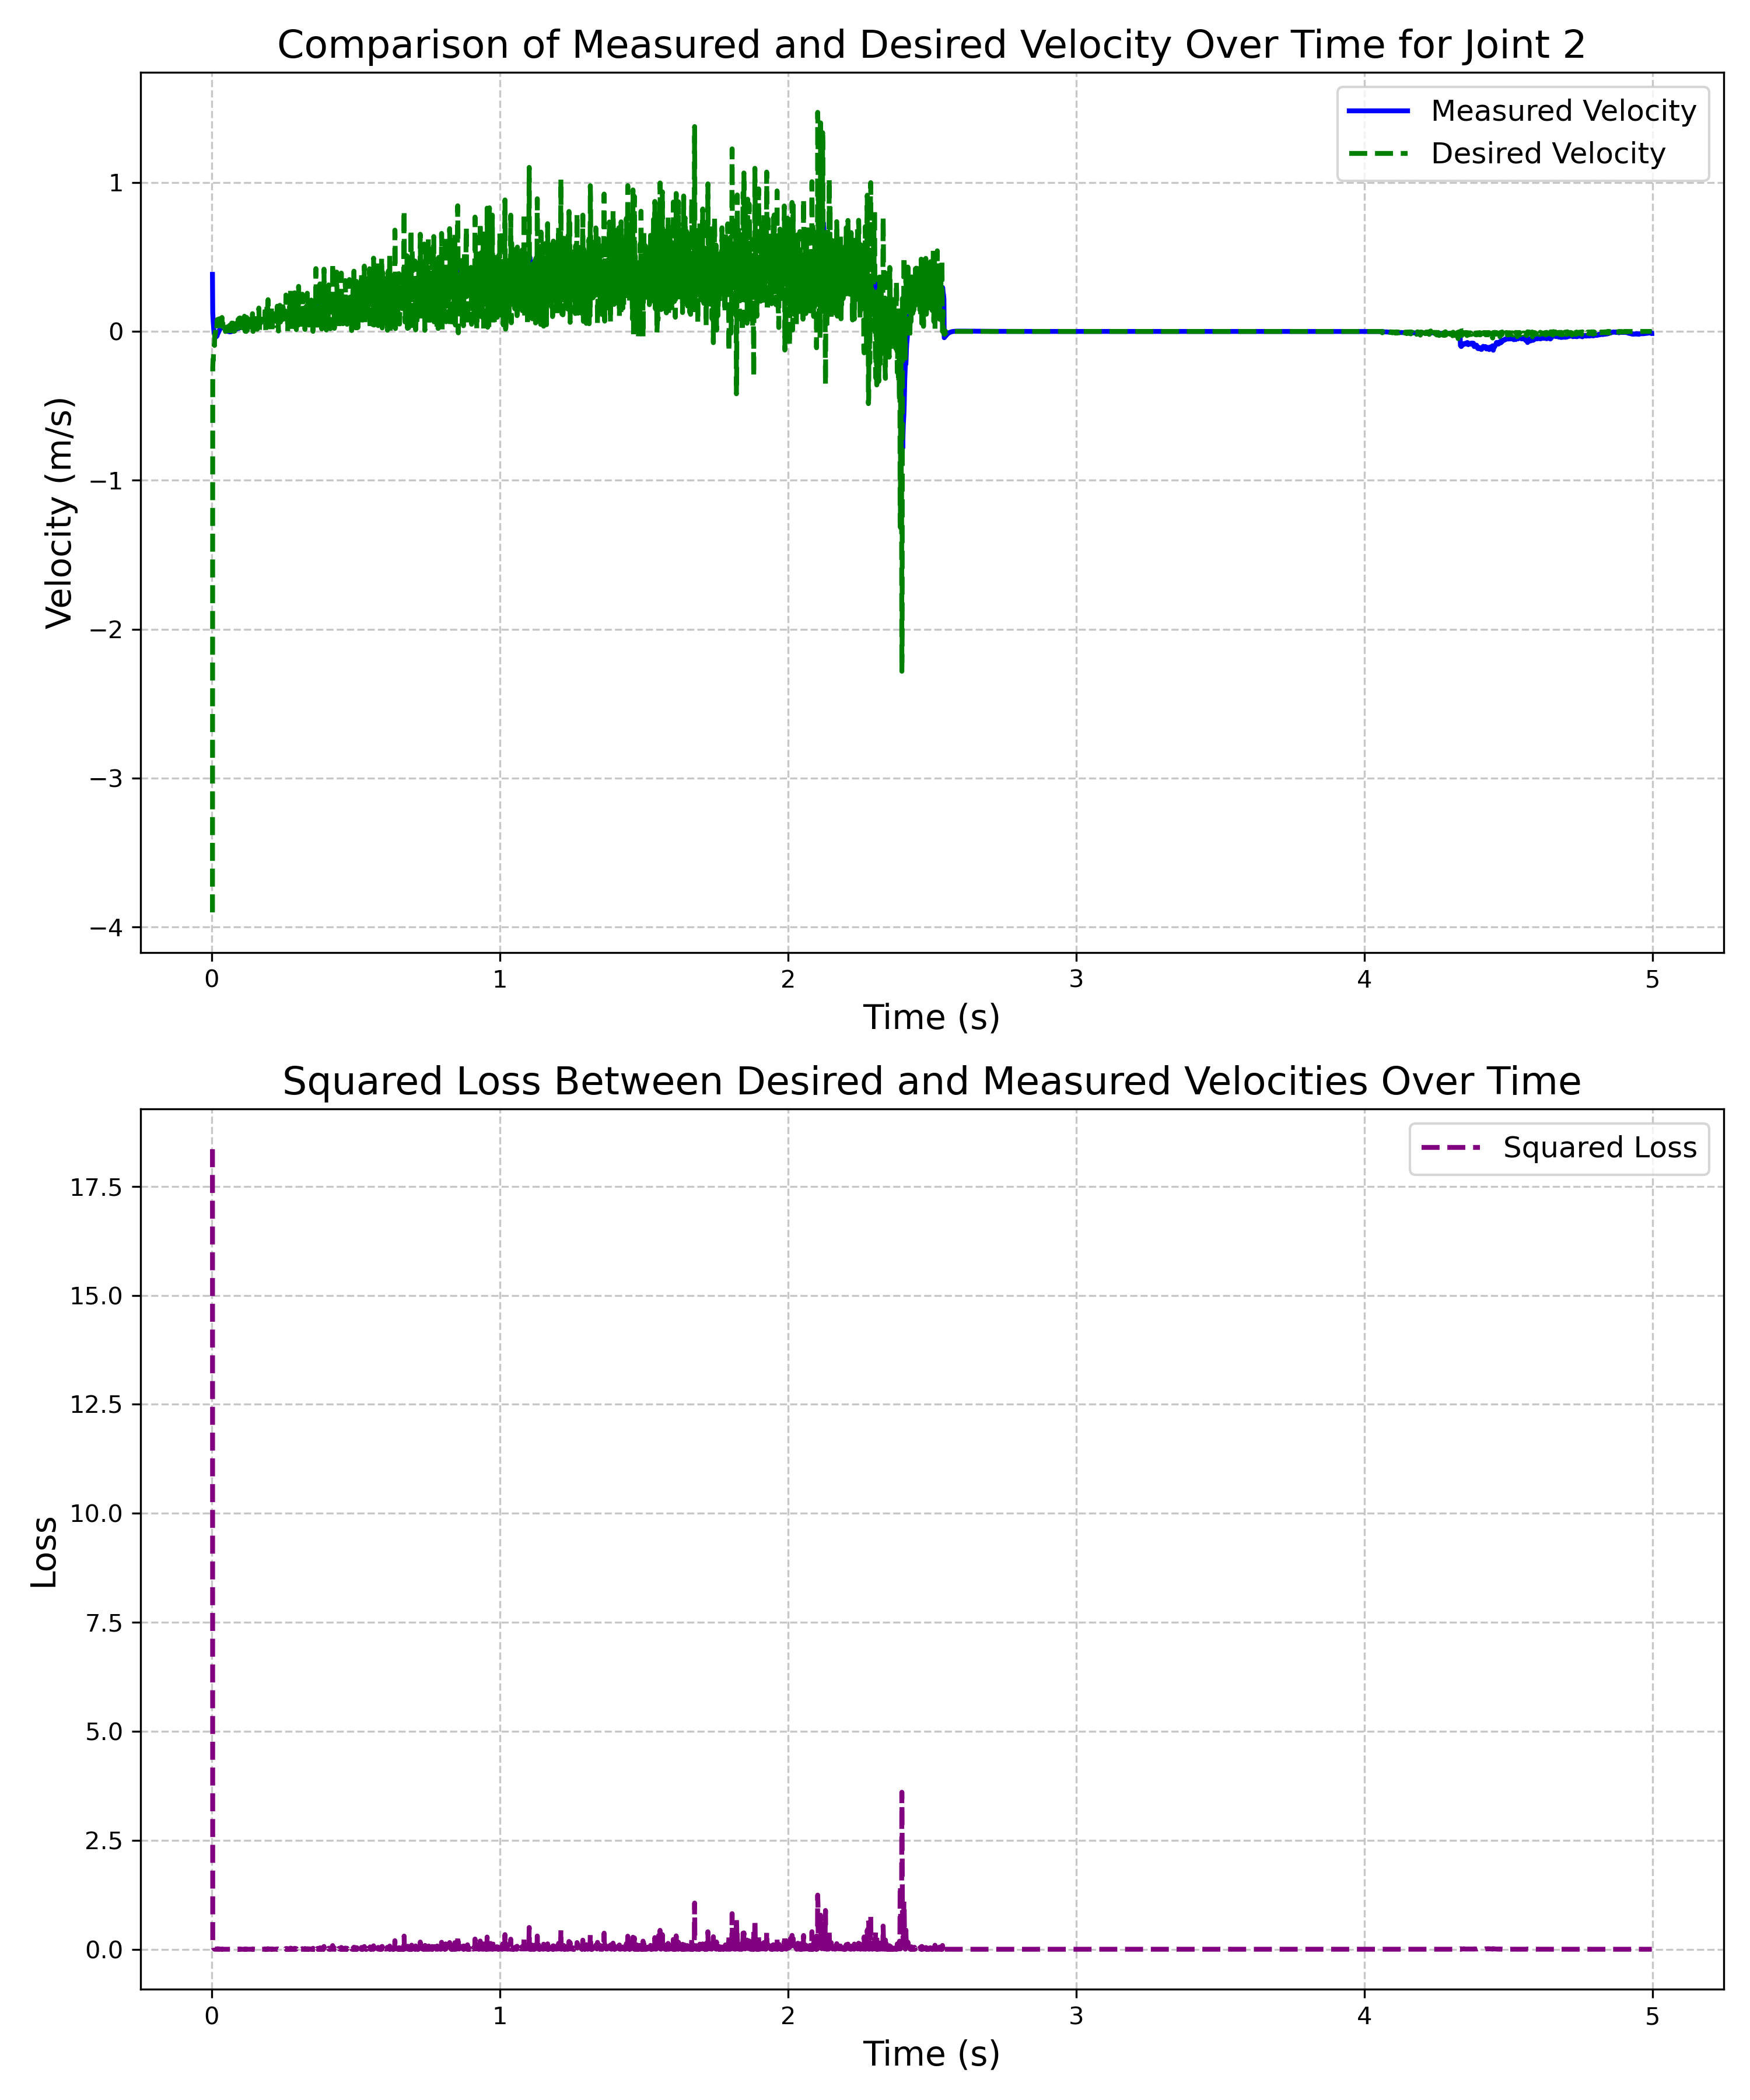 Comparison of Measured and Desired Velocity Over Time for Joint 2
Measured Velocity
Desired Velocity
Velocity (m/s)
1
0
−1
−2
−3
−4
0 1 2 3 4 5
Time (s)
Squared Loss Between Desired and Measured Velocities Over Time
Squared Loss
Loss
17.5
15.0
12.5
10.0
7.5
5.0
2.5
0.0
0 1 2 3 4 5
Time (s)